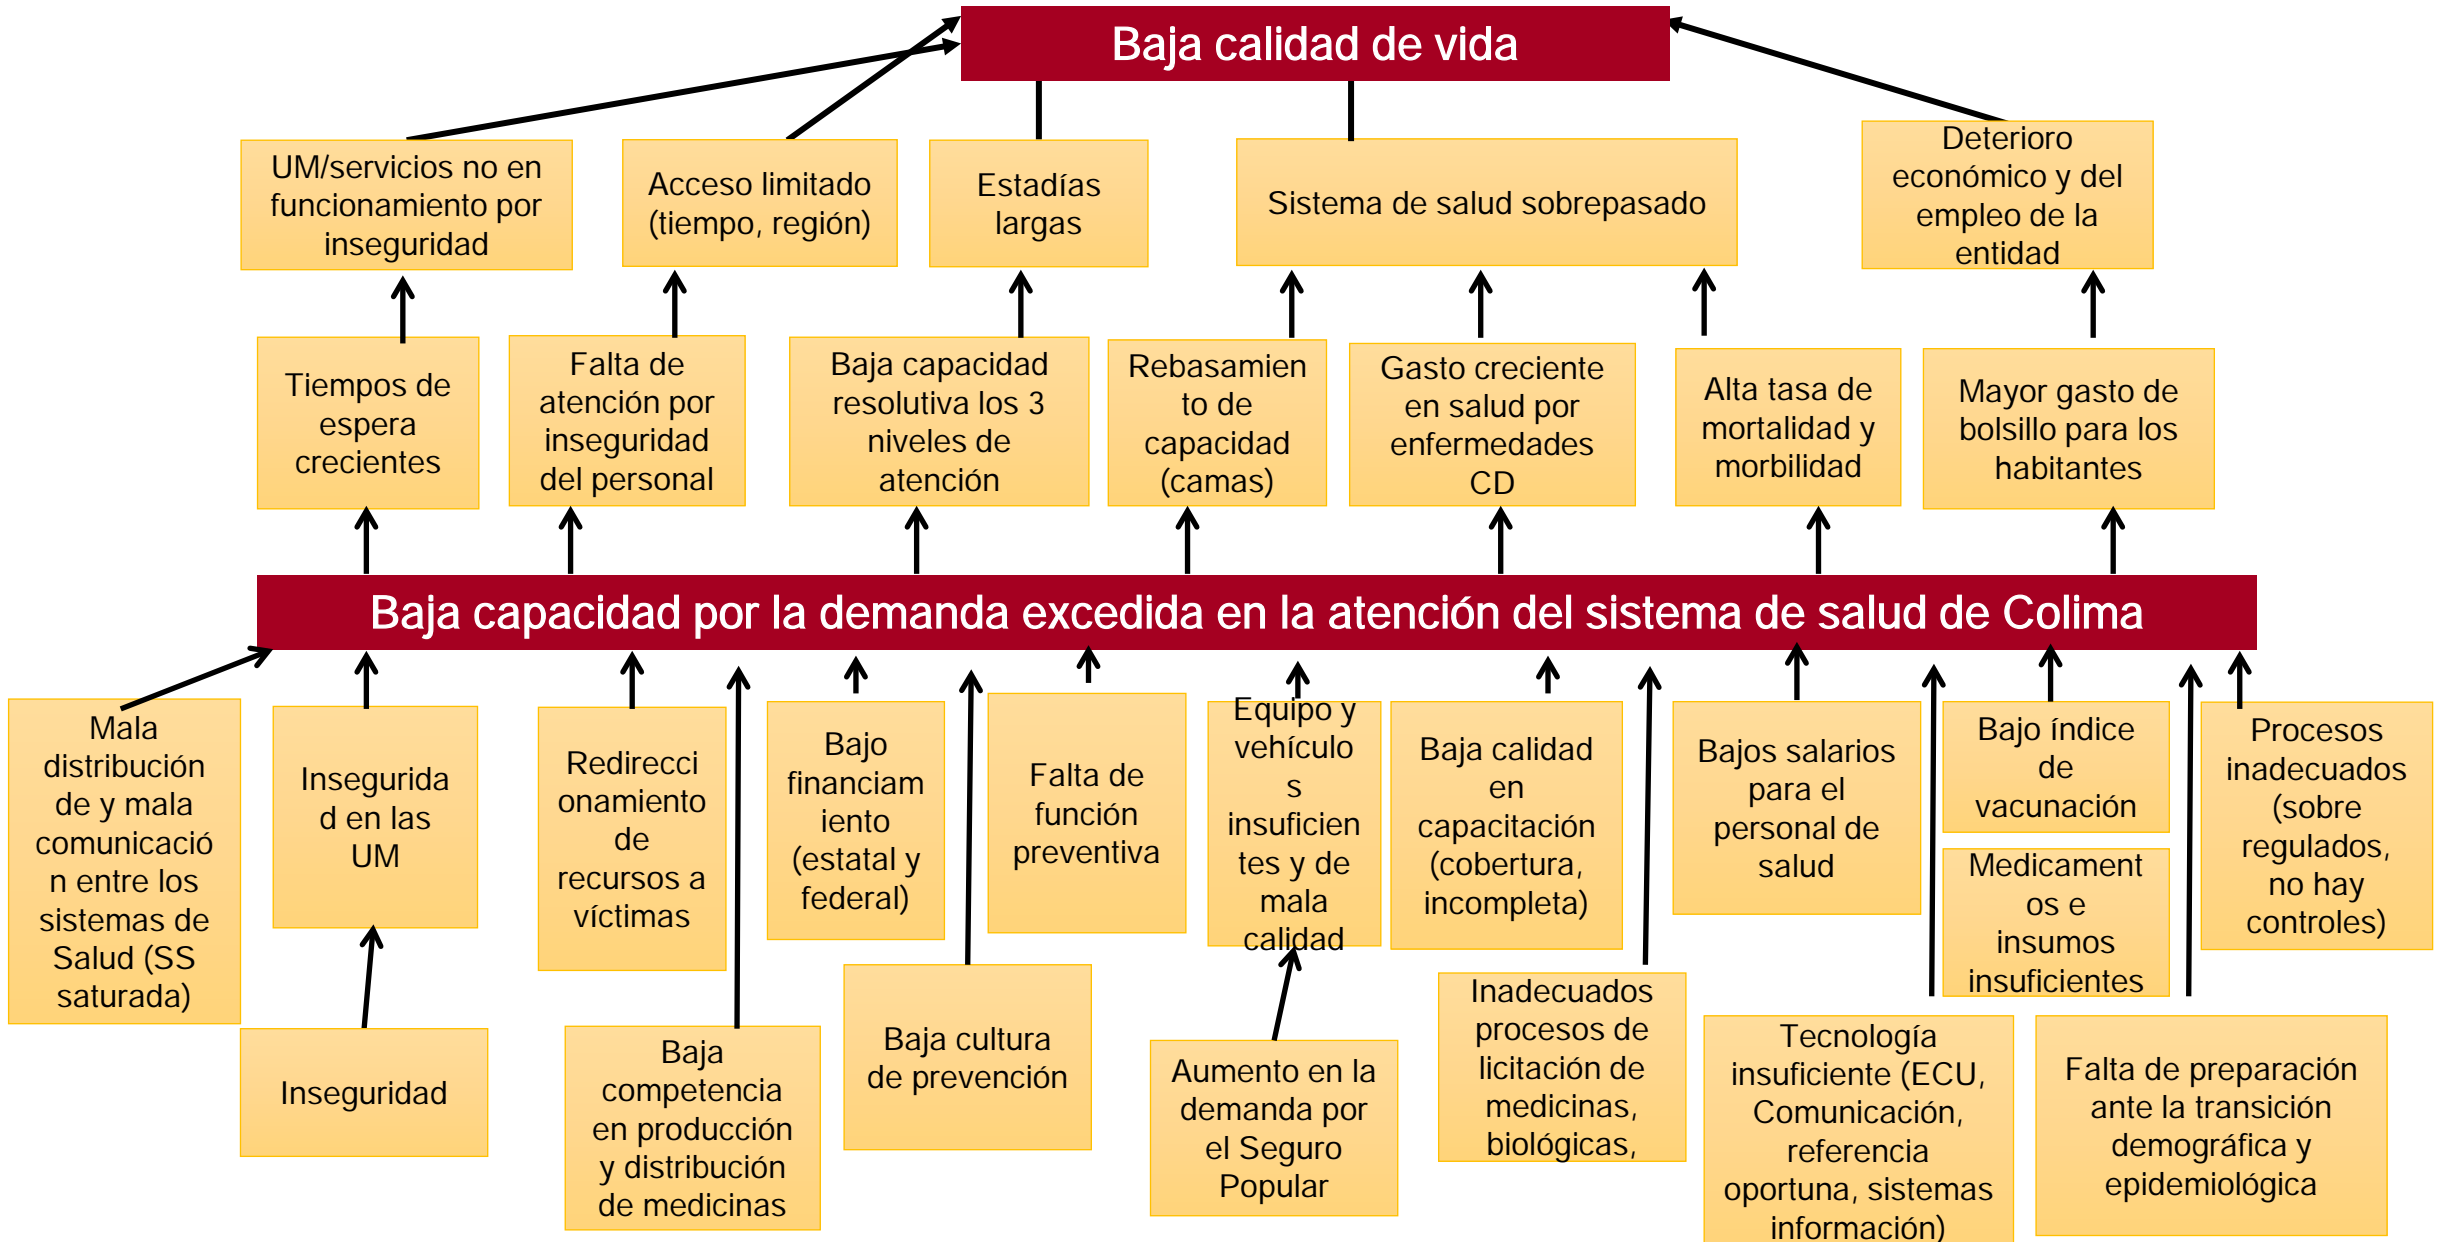 Baja calidad de vida
UM/servicios no en
funcionamiento por
inseguridad
Acceso limitado
(tiempo, región)
Estadías
largas
Sistema de salud sobrepasado
Deterioro
económico y del
empleo de la
entidad
Tiempos de
espera
crecientes
Falta de
atención por
inseguridad
del personal
Baja capacidad
resolutiva los 3
niveles de
atención
Rebasamien
to de
capacidad
(camas)
Gasto creciente
en salud por
enfermedades
CD
Alta tasa de
mortalidad y
morbilidad
Mayor gasto de
bolsillo para los
habitantes
Baja capacidad por la demanda excedida en la atención del sistema de salud de Colima
Mala
distribución
de y mala
comunicació
n entre los
sistemas de
Salud (SS
saturada)
Insegurida
d en las
UM
Redirecci
onamiento
de
recursos a
víctimas
Bajo
financiam
iento
(estatal y
federal)
Falta de
función
preventiva
Equipo y
vehículo
s
insuficien
tes y de
mala
calidad
Baja calidad
en
capacitación
(cobertura,
incompleta)
Bajos salarios
para el
personal de
salud
Bajo índice
de
vacunación
Medicament
os e
insumos
insuficientes
Procesos
inadecuados
(sobre
regulados,
no hay
controles)
Inseguridad
Baja
competencia
en producción
y distribución
de medicinas
Baja cultura
de prevención
Aumento en la
demanda por
el Seguro
Popular
Inadecuados
procesos de
licitación de
medicinas,
biológicas,
Tecnología
insuficiente (ECU,
Comunicación,
referencia
oportuna, sistemas
información)
Falta de preparación
ante la transición
demográfica y
epidemiológica